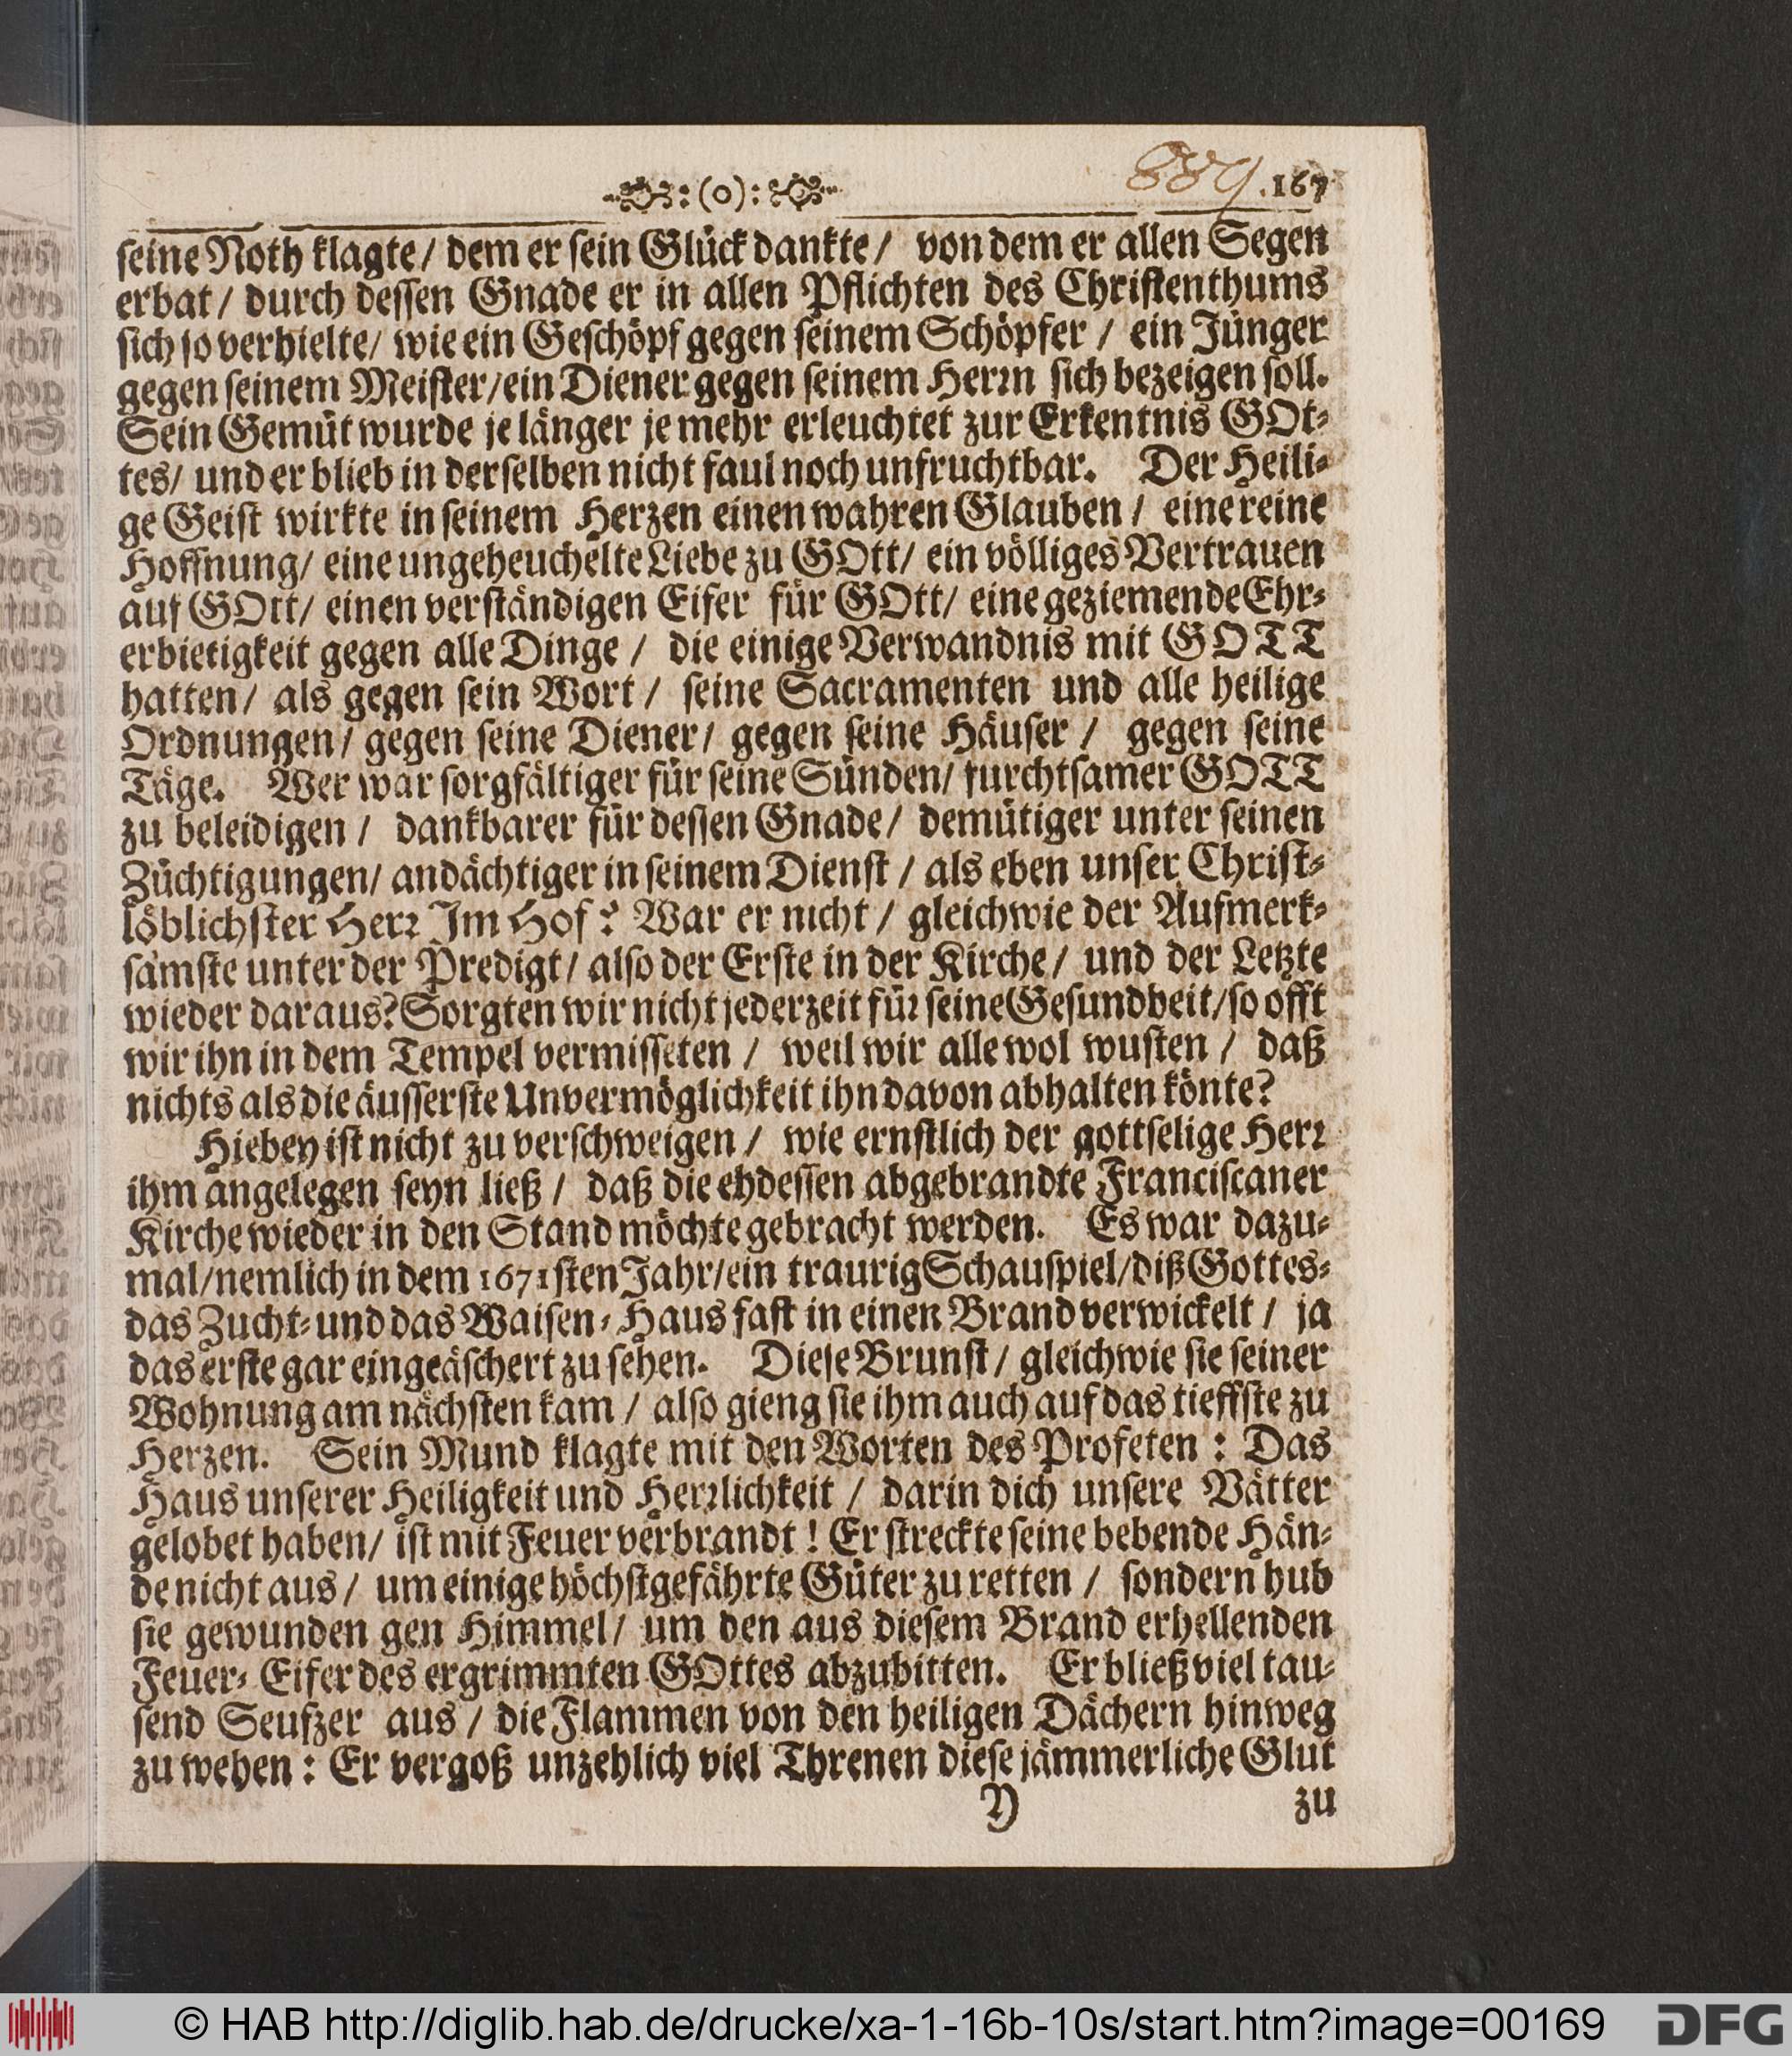 :(o):
889 .167
seine Noth klagte/ dem er sein Glück dankte/ von dem er allen Segen
erbat/ durch dessen Gnade er in allen Pflichten des Christenthums
sich so verhielte/ wie ein Geschöpf gegen seinem Schöpfer / ein Jünger
gegen seinem Meister/ein Diener gegen seinem Herrn sich bezeigen soll.
Sein Gemüt wurde je länger je mehr erleuchtet zur Erkentnis GOt-
tes/ und er blieb in derselben nicht faul noch unfruchtbar. Der Heili-
ge Geist wirkte in seinem Herzen einen wahren Glauben / eine reine
Hoffnung/ eine ungeheuchelte Liebe zu GOtt/ ein völliges Vertrauen
auf GOtt/ einen verständigen Eifer für GOtt/ eine geziemende Ehr-
erbietigkeit gegen alle Dinge / die einige Verwandnis mit GOTT
hatten/ als gegen sein Wort / seine Sacramenten und alle heilige
Ordnungen/ gegen seine Diener/ gegen seine Häuser / gegen seine
Täge. Wer war sorgfältiger für seine Sünden/ furchtsamer GOTT
zu beleidigen / dankbarer für dessen Gnade/ demütiger unter seinen
Züchtigungen/ andächtiger in seinem Dienst / als eben unser Christ-
löblichster Herr Im Hof? War er nicht / gleichwie der Aufmerk-
samste unter der Predigt/ also der Erste in der Kirche/ und der Letzte
wieder daraus? Sorgten wir nicht jederzeit für seine Gesundheit/so offt
wir ihn in dem Tempel vermisseten / weil wir alle wol wusten / daß
nichts als die äusserste Unvermöglichkeit ihn davon abhalten könte?
Hiebey ist nicht zu verschweigen / wie ernstlich der gottselige Herr
ihm angelegen seyn ließ / daß die ehdessen abgebrandte Franciscaner
Kirche wieder in den Stand möchte gebracht werden. Es war dazu-
mal/nemlich in dem 1671sten Jahr/ein traurig Schauspiel/diß Gottes-
das Zucht- und das Waisen-Haus fast in einen Brand verwickelt / ja
das erste gar eingeäschert zu sehen. Diese Brunst / gleichwie sie seiner
Wohnung am nächsten kam / also gieng sie ihm auch auf das tieffste zu
Herzen. Sein Mund klagte mit den Worten des Profeten : Das
Haus unserer Heiligkeit und Herrlichkeit / darin dich unsere Vätter
gelobet haben/ ist mit Feuer verbrandt ! Er streckte seine bebende Hän-
de nicht aus / um einige höchstgefährte Güter zu retten / sondern hub
sie gewunden gen Himmel/ um den aus diesem Brand erhellenden
Feuer-Eifer des ergrimmten GOttes abzubitten. Er bließ viel tau-
send Seufzer aus / die Flammen von den heiligen Dächern hinweg
zu wehen : Er vergoß unzehlich viel Threnen diese jämmerliche Glut
Y zu
© HAB http://diglib.hab.de/drucke/xa-1-16b-10s/start.htm?image=00169 DFG